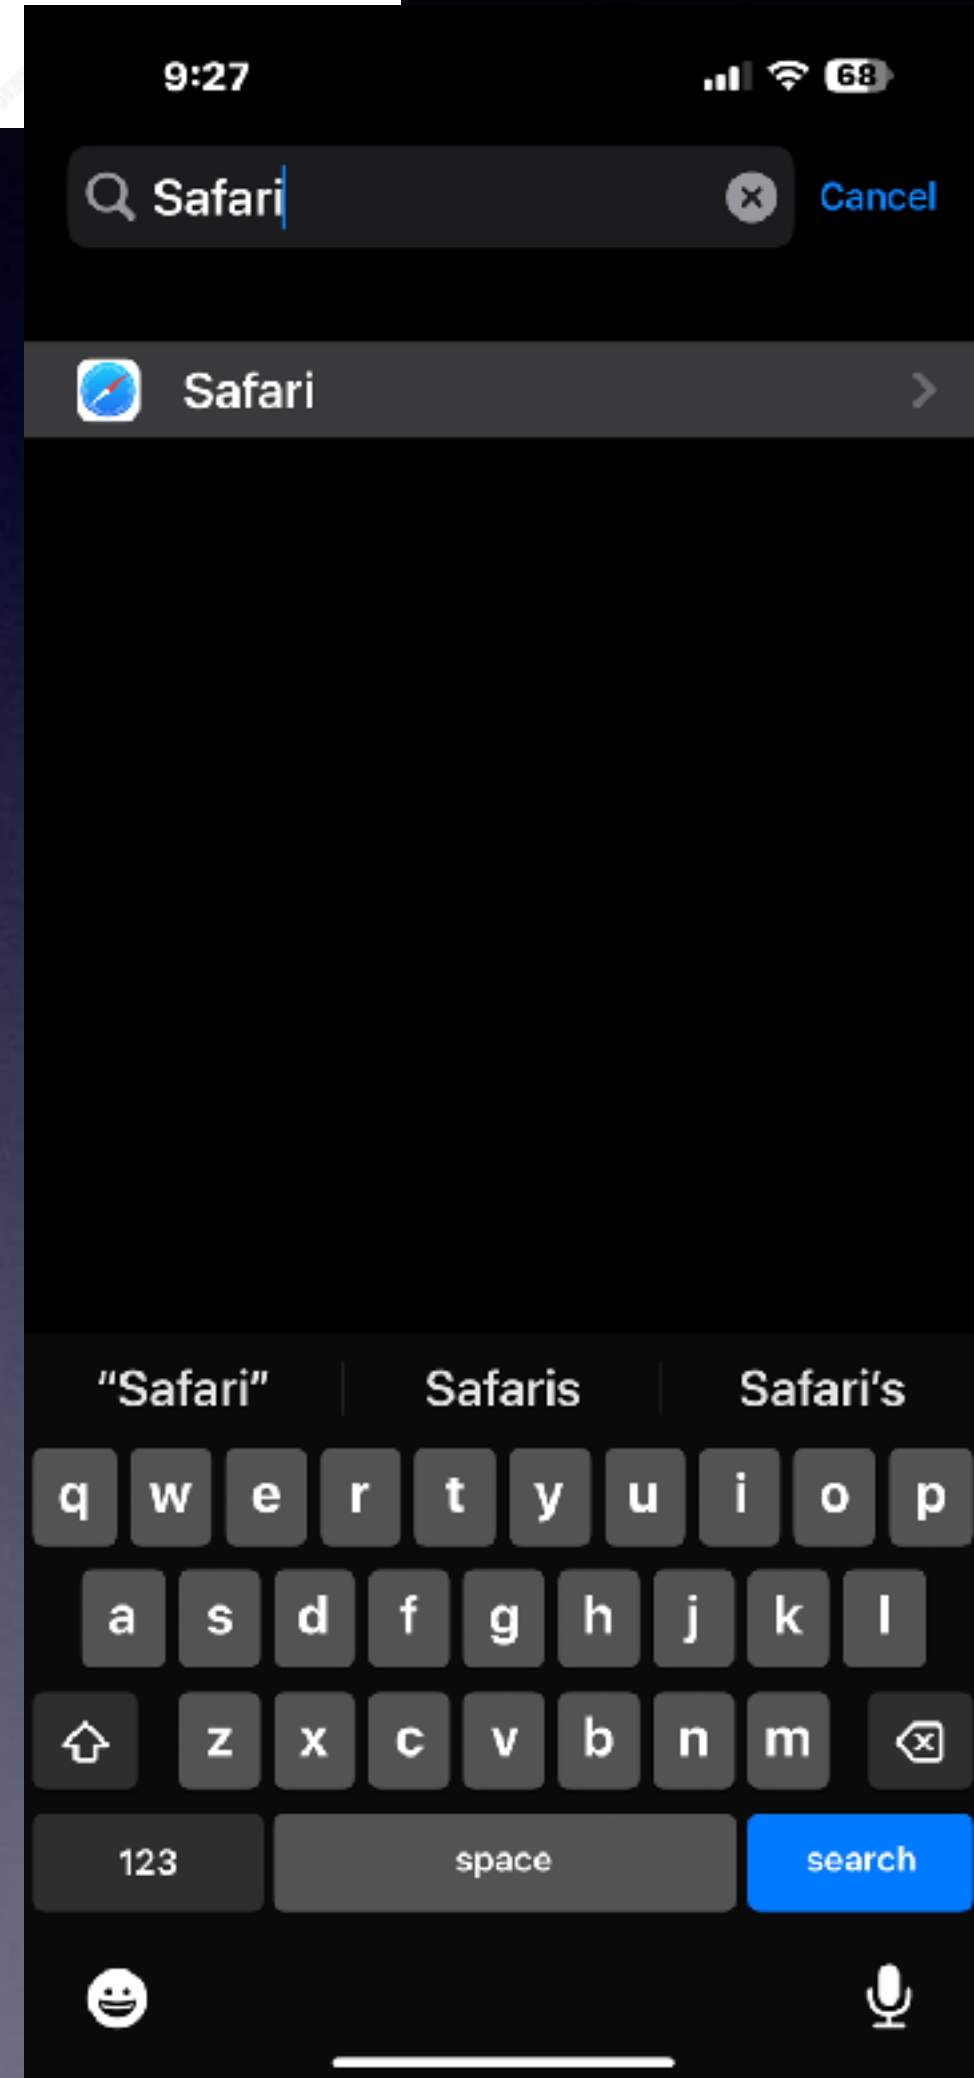 9:27 68
Safari Cancel
Safari
"Safari" Safaris Safari's
q w e r t y u i o p
a s d f g h j k l
z x c v b n m
123 space search